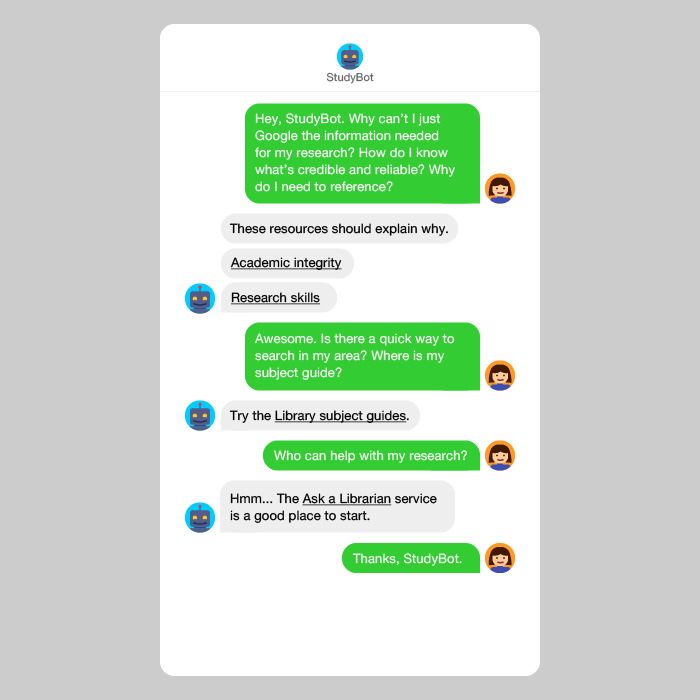 StudyBot
Hey, StudyBot. Why can’t I just
Google the information needed
for my research? How do I know
what’s credible and reliable? Why
do I need to reference?
These resources should explain why.
Academic integrity
Research skills
Awesome. Is there a quick way to
search in my area? Where is my
subject guide?
Try the Library subject guides.
Who can help with my research?
Hmm... The Ask a Librarian service
is a good place to start.
Thanks, StudyBot.